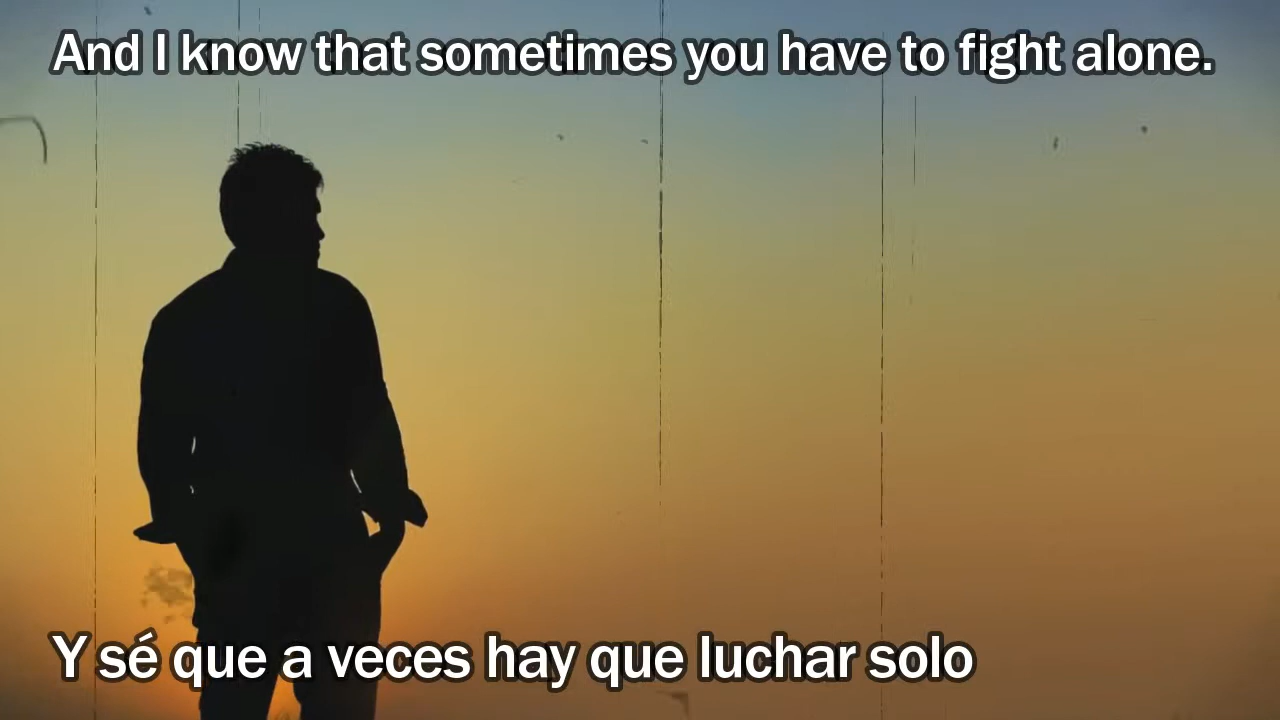 And I know that sometimes you have to fight alone.
Y sé que a veces hay que luchar solo